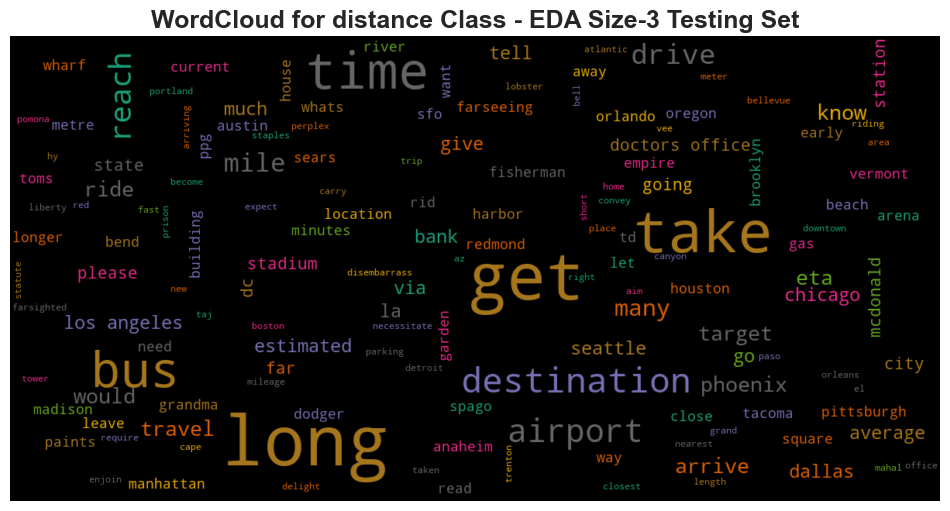 WordCloud for distance Class - EDA Size-3 Testing Set
wharf
current
river
time
tell
drive
atlantic
station
portland
reach
house
want
lobster
away
bell
meter
bellevue
pomona
metre
arriving
ppg
much
austin
whats
perplex
staples
sfo
farseeing
orlando
vee
oregon
know
riding
early
area
hy
state
mile
sears
trip
give
fisherman
doctors office
empire
brooklyn
vermont
toms
become
ride
carry
rid
home
convey
going
short
liberty
red
fast
prison
building
expect
location
minutes
harbor
place
take
beach
arena
downtown
longer
bend
bank
redmond
td
canyon
gas
please
stadium
disembarrass
az
get
right
let
aim
houston
eta
chicago
mcdonald
statute
new
dc
via
many
farsighted
taj
la
garden
los angeles
boston
necessitate
target
need
estimated
parking
seattle
go
paso
city
bus
tower
far
mileage
detroit
destination
phoenix
orleans
el
would
madison
grandma
dodger
spago
close
tacoma
grand
pittsburgh
leave
travel
long
airport
average
paints
require
cape
anaheim
nearest
square
mahal
office
trenton
way
arrive
dallas
enjoin
manhattan
delight
taken
read
closest
length